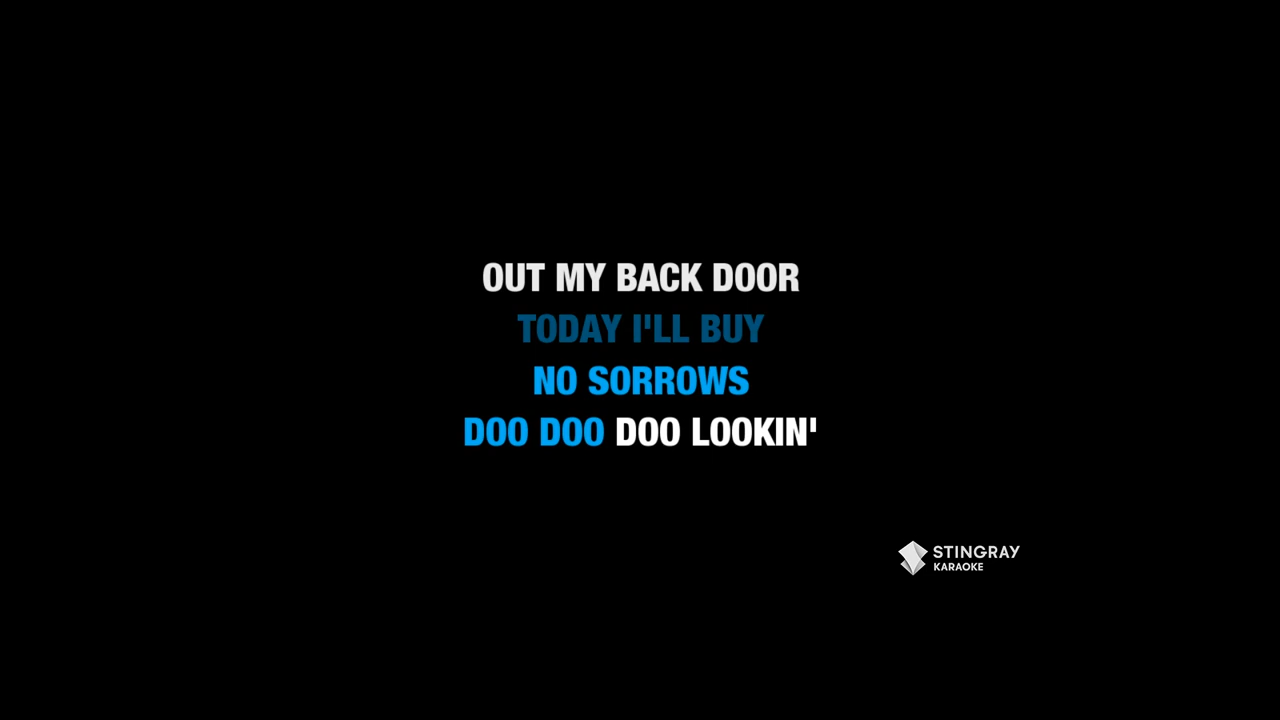 OUT MY BACK DOOR
TODAY I'LL BUY
NO SORROWS
DOO DOO DOO LOOKIN'
STINGRAY
KARAOKE